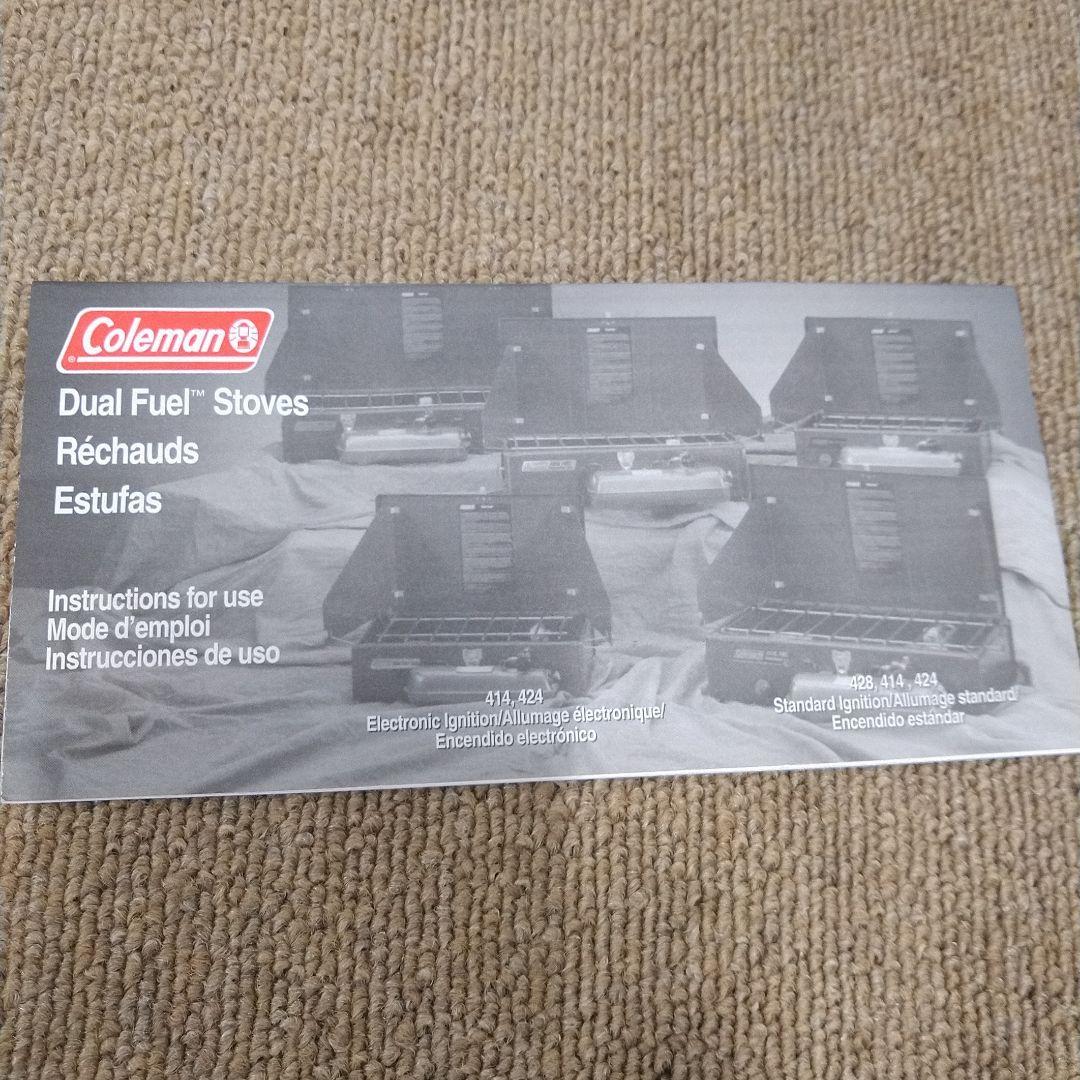 Coleman
®
Dual Fuel™ Stoves
Réchauds
Estufas
Instructions for use
Mode d'emploi
Instrucciones de uso
414, 424
Electronic Ignition/Allumage électronique/
Encendido electrónico
428, 414 , 424
Standard Ignition/Allumage standard/
Encendido estándar